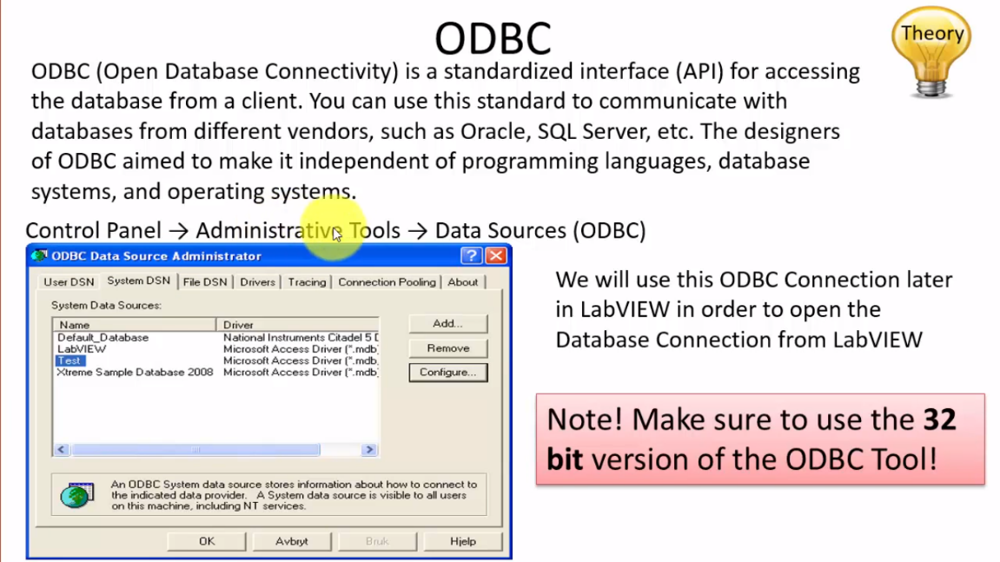 ODBC
Theory
ODBC (Open Database Connectivity) is a standardized interface (API) for accessing
the database from a client. You can use this standard to communicate with
databases from different vendors, such as Oracle, SQL Server, etc. The designers
of ODBC aimed to make it independent of programming languages, database
systems, and operating systems.
Control Panel → Administrative Tools → Data Sources (ODBC)
ODBC Data Source Administrator
User DSN System DSN File DSN Drivers Tracing Connection Pooling About
System Data Sources:
Name Driver
Default_Database National Instruments Citadel 5 D
LabVIEW Microsoft Access Driver (*.mdb
Test Microsoft Access Driver (*.mdb,
Xtreme Sample Database 2008 Microsoft Access Driver (*.mdb)
Add...
Remove
Configure...
An ODBC System data source stores information about how to connect to
the indicated data provider. A System data source is visible to all users
on this machine, including NT services.
OK Avbryt Bruk Hjelp
We will use this ODBC Connection later
in LabVIEW in order to open the
Database Connection from LabVIEW
Note! Make sure to use the 32
bit version of the ODBC Tool!